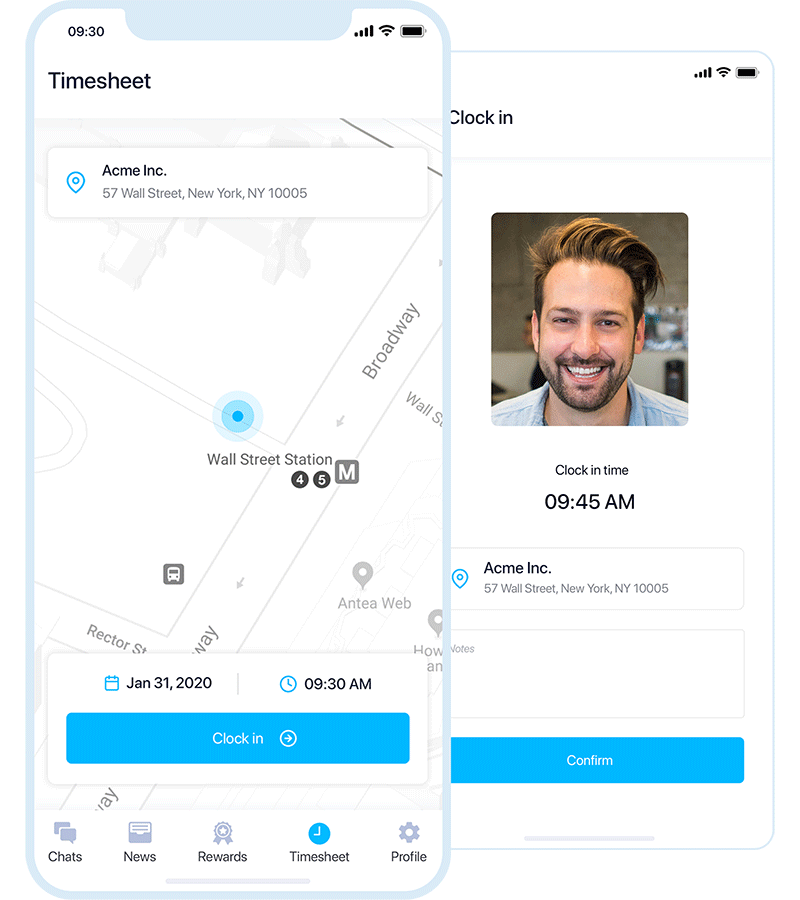 09:30
Timesheet
Acme Inc.
57 Wall Street, New York, NY 10005
Broadway
Wall S
Wall Street Station
M
4 5
Antea Web
Rector St
way
How
an
Jan 31, 2020
09:30 AM
Clock in
way
Chats
News
Rewards
Timesheet
Profile
Clock in
Clock in time
09:45 AM
Acme Inc.
57 Wall Street, New York, NY 10005
Notes
Confirm